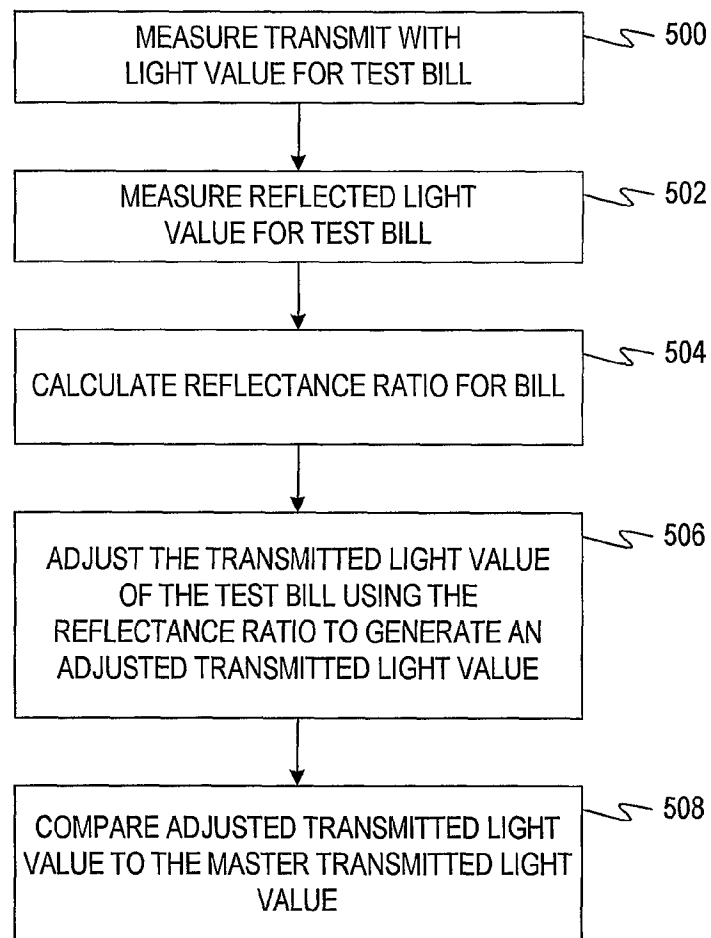 MEASURE TRANSMIT WITH
LIGHT VALUE FOR TEST BILL
500
MEASURE REFLECTED LIGHT
VALUE FOR TEST BILL
502
CALCULATE REFLECTANCE RATIO FOR BILL
504
ADJUST THE TRANSMITTED LIGHT VALUE
OF THE TEST BILL USING THE
REFLECTANCE RATIO TO GENERATE AN
ADJUSTED TRANSMITTED LIGHT VALUE
506
COMPARE ADJUSTED TRANSMITTED LIGHT
VALUE TO THE MASTER TRANSMITTED LIGHT
VALUE
508